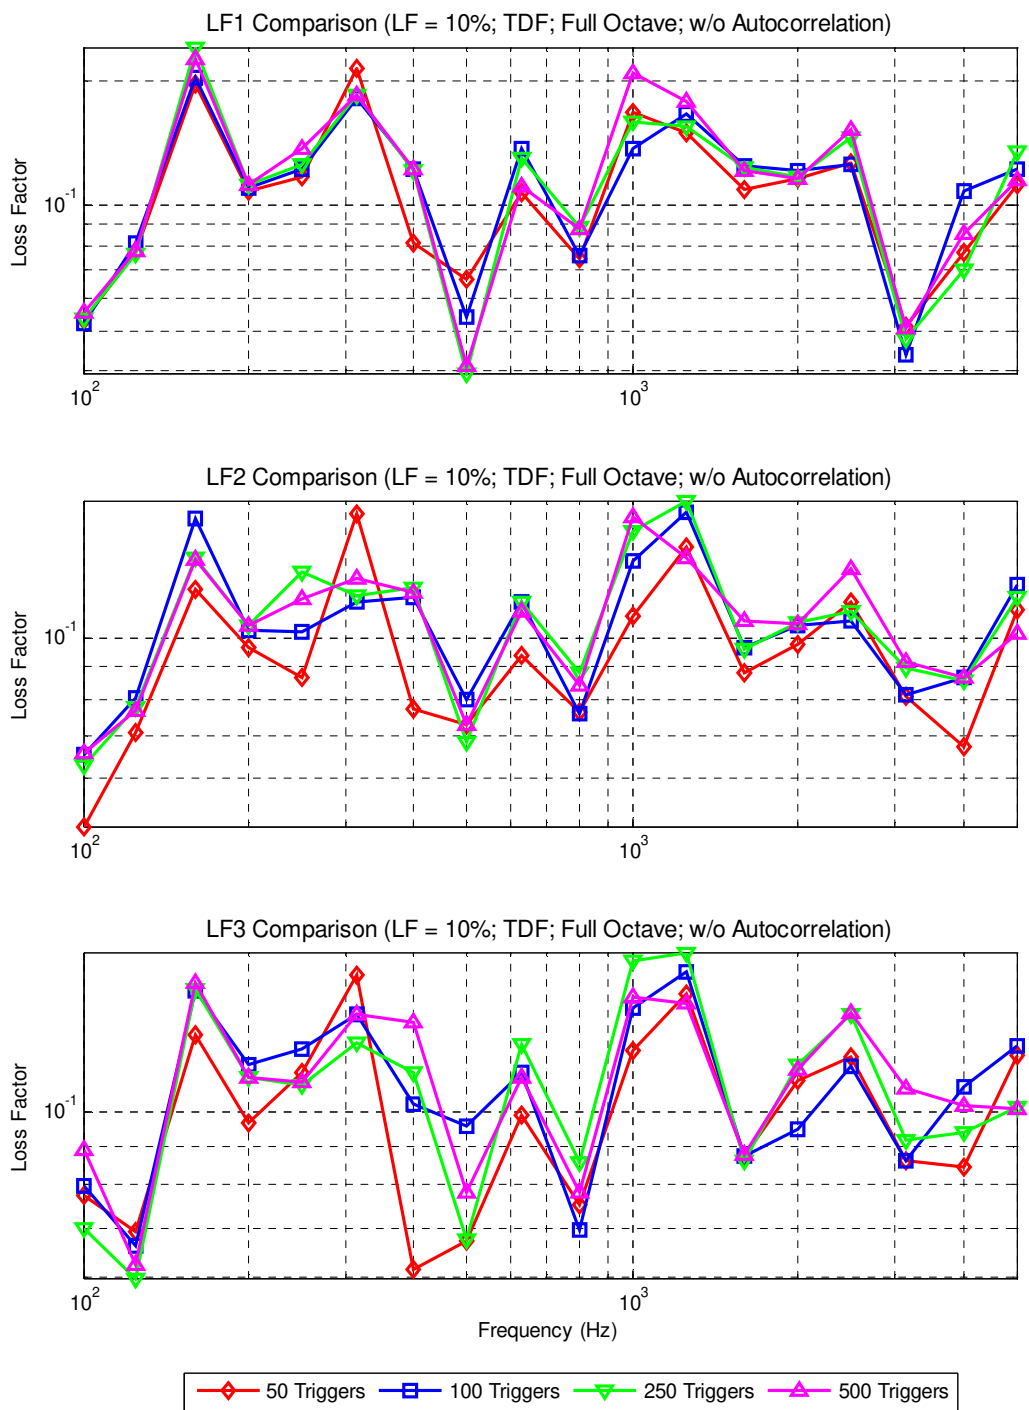 LF1 Comparison (LF = 10%; TDF; Full Octave; w/o Autocorrelation)
Loss Factor
10^-1
10^2
10^3
LF2 Comparison (LF = 10%; TDF; Full Octave; w/o Autocorrelation)
Loss Factor
10^-1
10^2
10^3
LF3 Comparison (LF = 10%; TDF; Full Octave; w/o Autocorrelation)
Loss Factor
10^-1
10^2
10^3
Frequency (Hz)
50 Triggers 100 Triggers 250 Triggers 500 Triggers